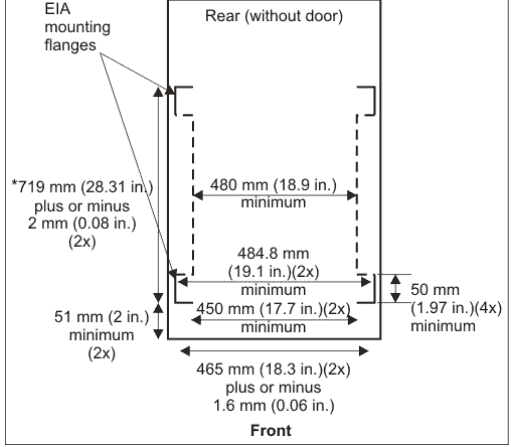 EIA
mounting
flanges
Rear (without door)
*719 mm (28.31 in.)
plus or minus
2 mm (0.08 in.)
(2x)
480 mm (18.9 in.)
minimum
484.8 mm
(19.1 in.)(2x)
minimum
50 mm
(1.97 in.)(4x)
minimum
51 mm (2 in.)
minimum
(2x)
450 mm (17.7 in.)(2x)
minimum
465 mm (18.3 in.)(2x)
plus or minus
1.6 mm (0.06 in.)
Front